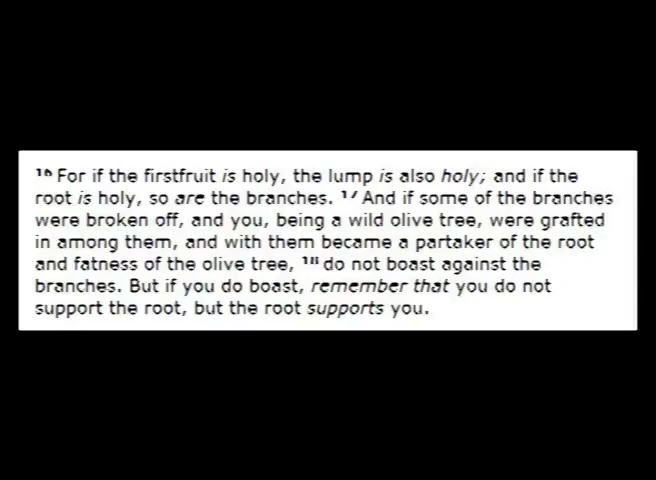 16 For if the firstfruit is holy, the lump is also holy; and if the
root is holy, so are the branches. 17 And if some of the branches
were broken off, and you, being a wild olive tree, were grafted
in among them, and with them became a partaker of the root
and fatness of the olive tree, 18 do not boast against the
branches. But if you do boast, remember that you do not
support the root, but the root supports you.